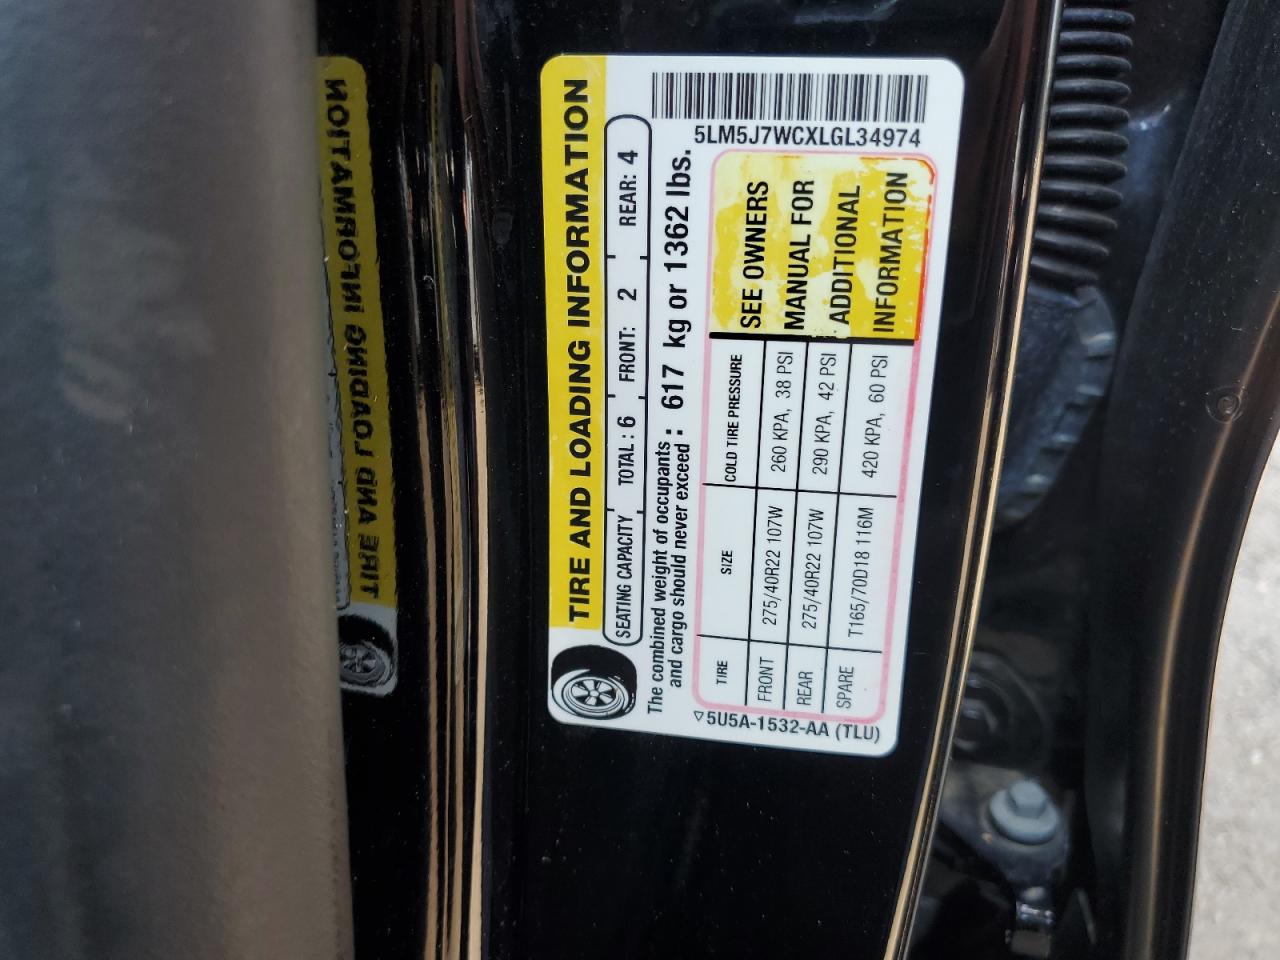 TIRE AND LOADING INFORMATION
SEATING CAPACITY TOTAL: 6 FRONT: 2 REAR: 4
The combined weight of occupants and cargo should never exceed : 617 kg or 1362 lbs.
TIRE SIZE COLD TIRE PRESSURE
FRONT 275/40R22 107W 260 KPA, 38 PSI
REAR 275/40R22 107W 290 KPA, 42 PSI
SPARE T165/70D18 116M 420 KPA, 60 PSI
SEE OWNERS
MANUAL FOR
ADDITIONAL
INFORMATION
5U5A-1532-AA (TLU)
5LM5J7WCXLGL34974
TIRE AND LOADING INFORMATION